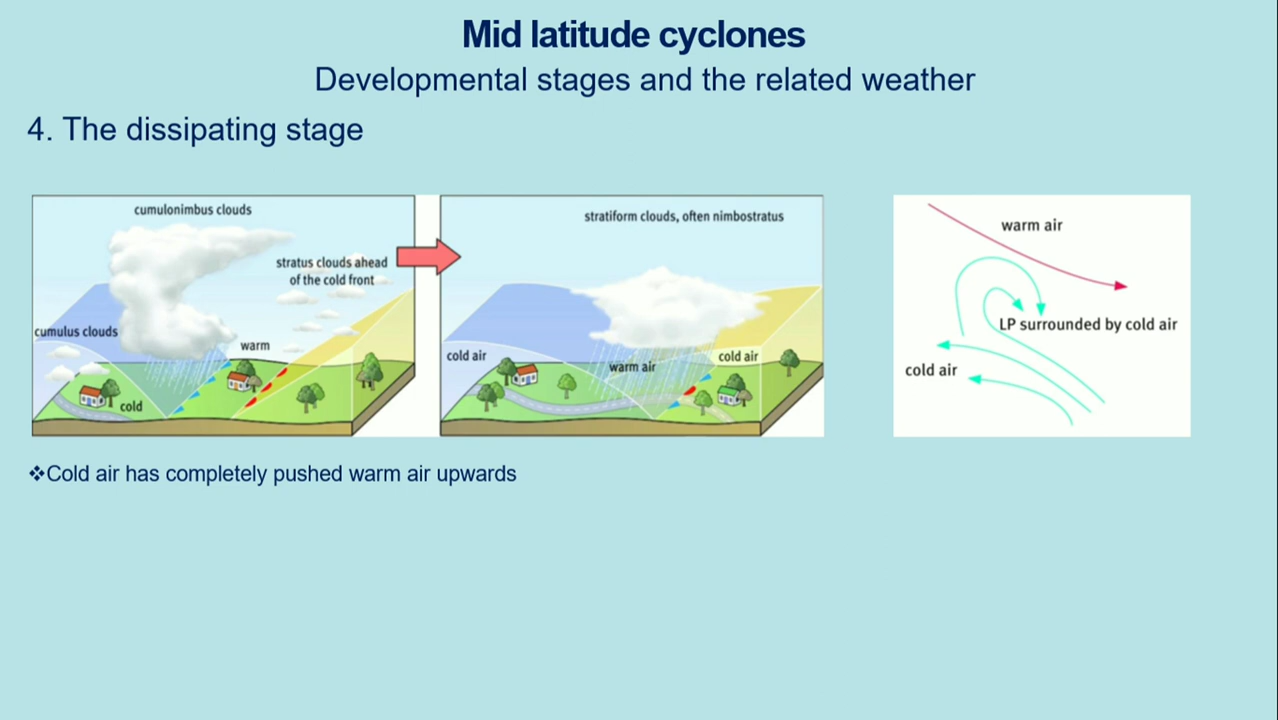 Mid latitude cyclones
Developmental stages and the related weather
4. The dissipating stage
cumulonimbus clouds
stratus clouds ahead
of the cold front
cumulus clouds
warm
cold
stratiform clouds, often nimbostratus
cold air
warm air
cold air
warm air
LP surrounded by cold air
cold air
❖Cold air has completely pushed warm air upwards